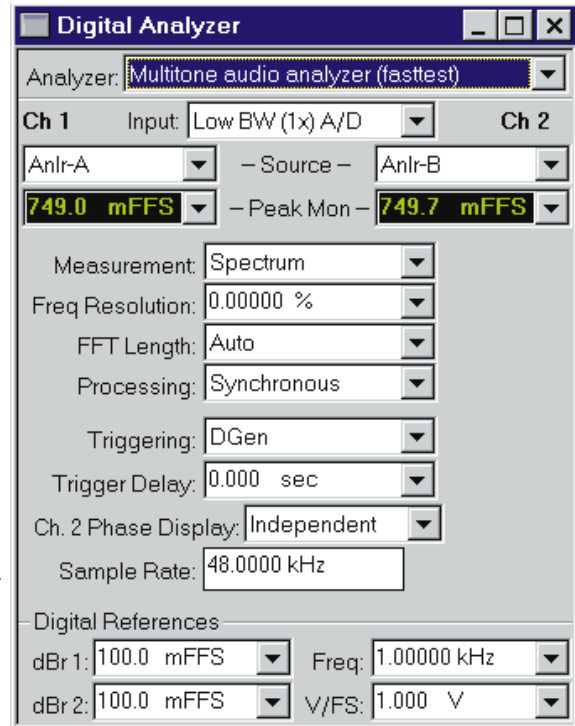 Digital Analyzer
Analyzer: Multitone audio analyzer (fasttest)
Ch 1 Input: Low BW (1x) A/D Ch 2
Anlr-A – Source – Anlr-B
749.0 mFFS – Peak Mon – 749.7 mFFS
Measurement: Spectrum
Freq Resolution: 0.00000 %
FFT Length: Auto
Processing: Synchronous
Triggering: DGen
Trigger Delay: 0.000 sec
Ch. 2 Phase Display: Independent
Sample Rate: 48.0000 kHz
Digital References
dBr 1: 100.0 mFFS Freq: 1.00000 kHz
dBr 2: 100.0 mFFS V/FS: 1.000 V